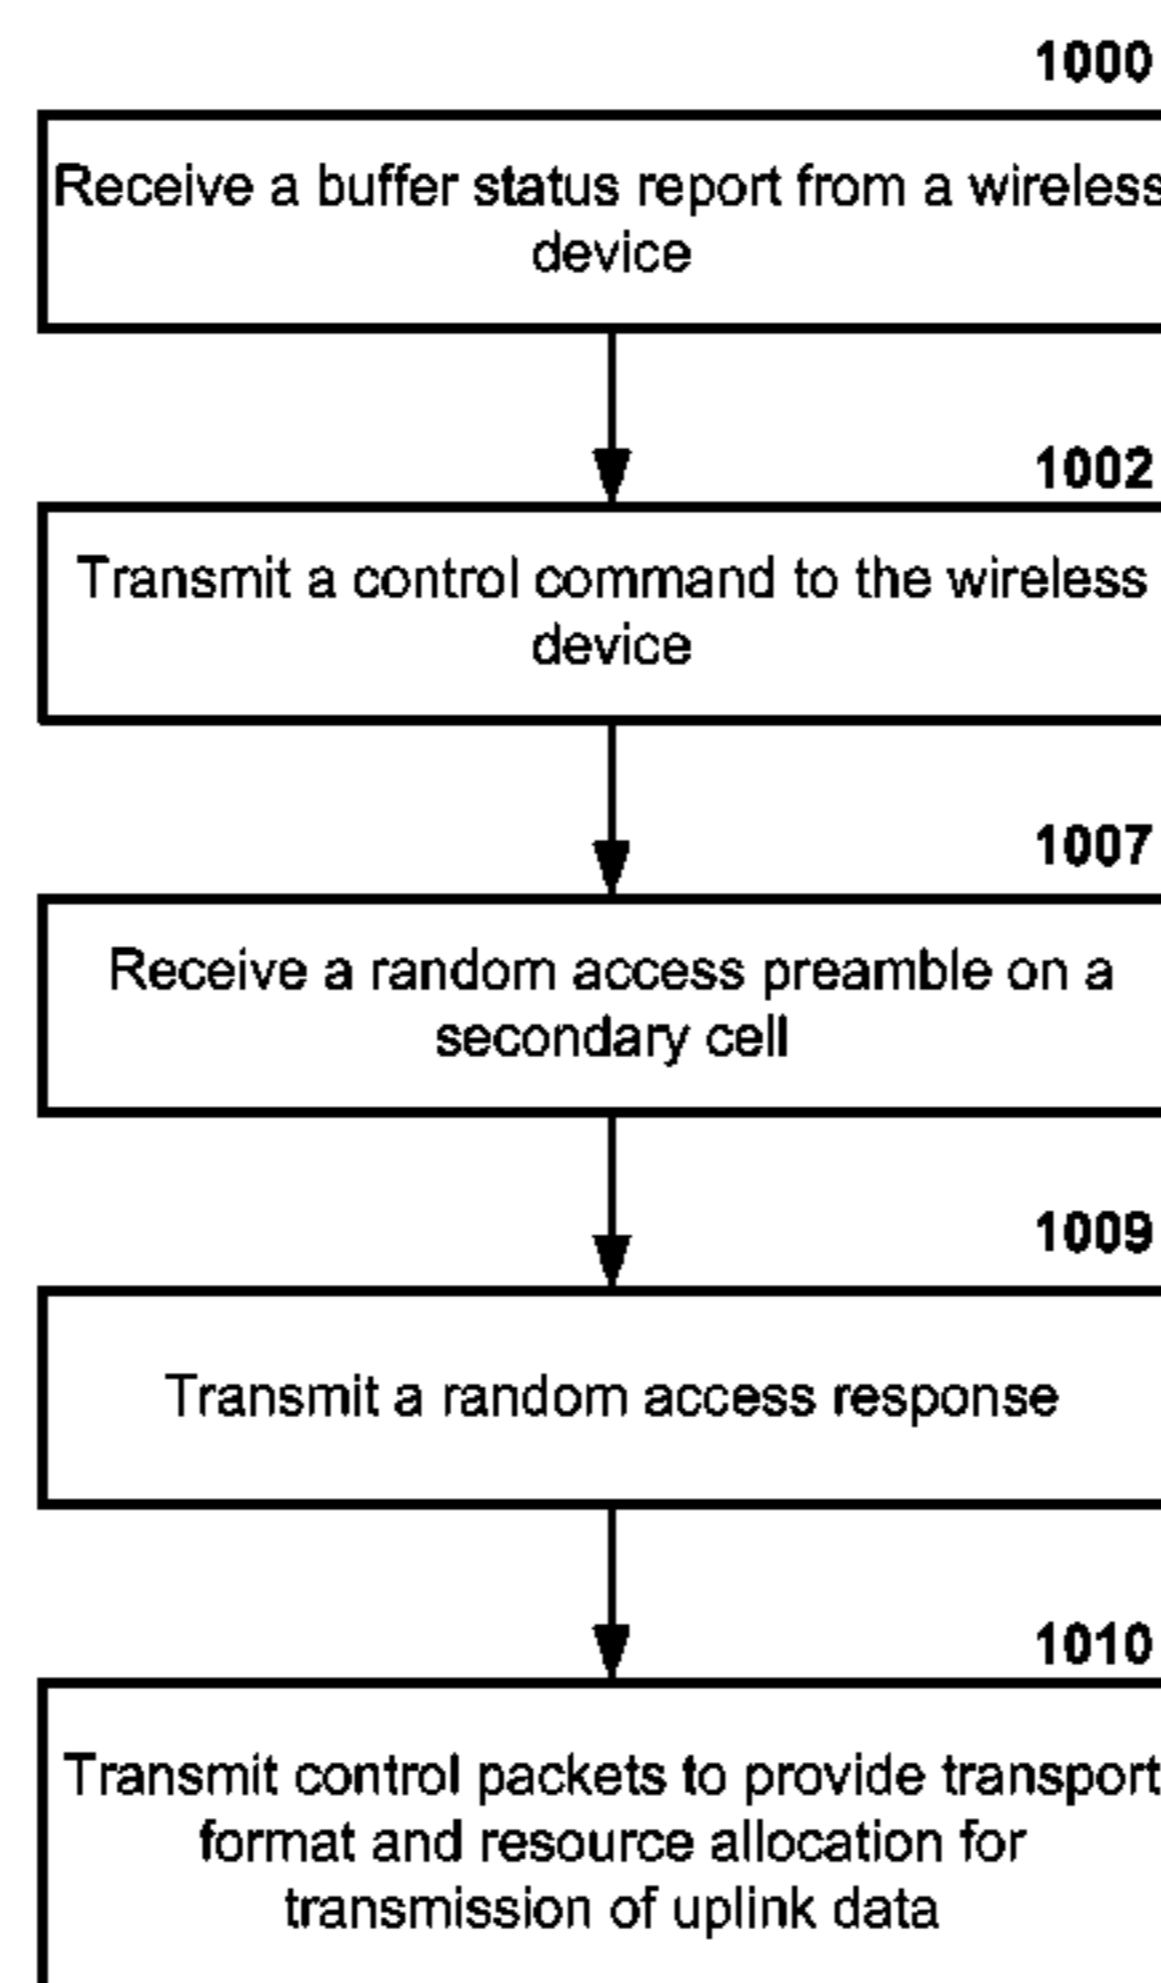 1000
Receive a buffer status report from a wireless
device
1002
Transmit a control command to the wireless
device
1007
Receive a random access preamble on a
secondary cell
1009
Transmit a random access response
1010
Transmit control packets to provide transport
format and resource allocation for
transmission of uplink data